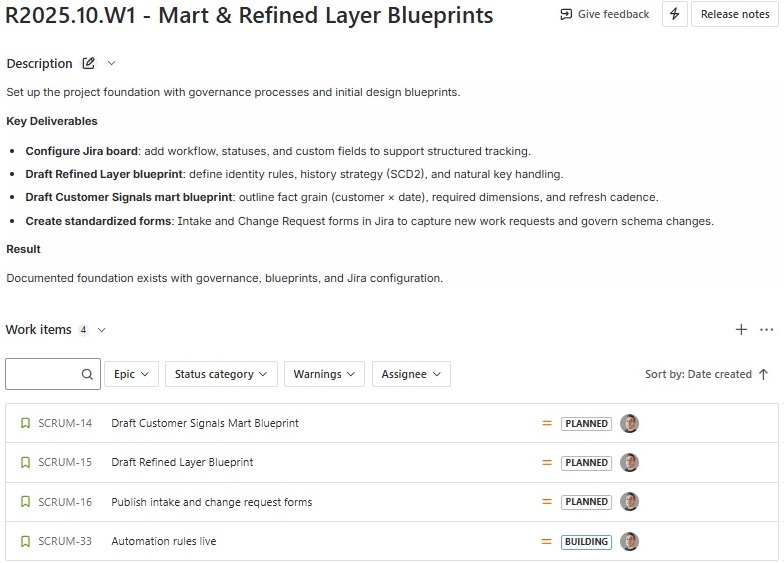 R2025.10.W1 - Mart & Refined Layer Blueprints
Give feedback
Release notes
Description
Set up the project foundation with governance processes and initial design blueprints.
Key Deliverables
• Configure Jira board: add workflow, statuses, and custom fields to support structured tracking.
• Draft Refined Layer blueprint: define identity rules, history strategy (SCD2), and natural key handling.
• Draft Customer Signals mart blueprint: outline fact grain (customer × date), required dimensions, and refresh cadence.
• Create standardized forms: Intake and Change Request forms in Jira to capture new work requests and govern schema changes.
Result
Documented foundation exists with governance, blueprints, and Jira configuration.
Work items 4
Epic Status category Warnings Assignee Sort by: Date created
SCRUM-14 Draft Customer Signals Mart Blueprint PLANNED
SCRUM-15 Draft Refined Layer Blueprint PLANNED
SCRUM-16 Publish intake and change request forms PLANNED
SCRUM-33 Automation rules live BUILDING